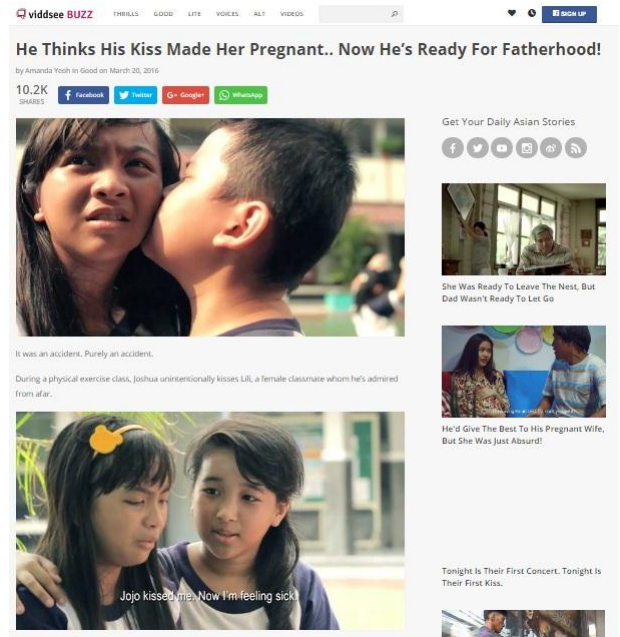 viddsee BUZZ
THRILLS GOOD LITE VOICES ALT VIDEOS
SIGN UP
He Thinks His Kiss Made Her Pregnant.. Now He's Ready For Fatherhood!
by Amanda Yeoh in Good on March 20, 2016
10.2K
SHARES
Facebook
Twitter
G+ Google+
WhatsApp
It was an accident. Purely an accident.
During a physical exercise class, Joshua unintentionally kisses Lili, a female classmate whom he's admired
from afar.
Jojo kissed me. Now I'm feeling sick.
Get Your Daily Asian Stories
She Was Ready To Leave The Nest, But
Dad Wasn't Ready To Let Go
He'd Give The Best To His Pregnant Wife,
But She Was Just Absurd!
Tonight Is Their First Concert. Tonight Is
Their First Kiss.